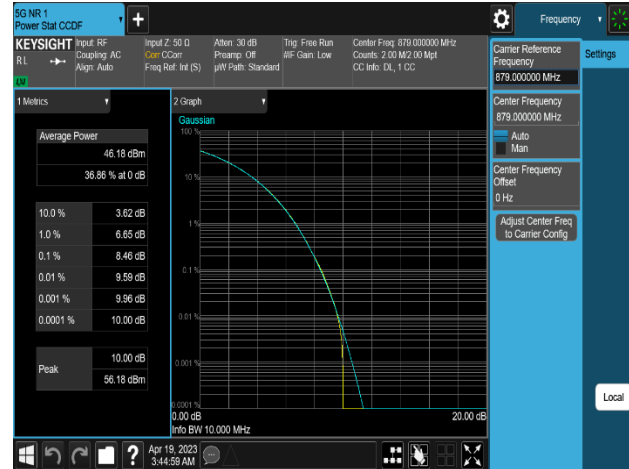 5G NR 1
Power Stat CCDF
+
Frequency
KEYSIGHT
RL
Input: RF
Coupling: AC
Align: Auto
Input Z: 50 Ω
Corr CCorr
Freq Ref: Int (S)
Atten: 30 dB
Preamp: Off
µW Path: Standard
Trig: Free Run
#IF Gain: Low
Center Freq: 879.000000 MHz
Counts: 2.00 M/2.00 Mpt
CC Info: DL, 1 CC
LM
Carrier Reference
Frequency
879.000000 MHz
Settings
Center Frequency
879.000000 MHz
Auto
Man
Center Frequency
Offset
0 Hz
Adjust Center Freq
to Carrier Config
Local
1 Metrics
Average Power
46.18 dBm
36.86 % at 0 dB
10.0 % 3.62 dB
1.0 % 6.65 dB
0.1 % 8.46 dB
0.01 % 9.59 dB
0.001 % 9.96 dB
0.0001 % 10.00 dB
Peak
10.00 dB
56.18 dBm
2 Graph
Gaussian
100 %
10 %
1 %
0.1 %
0.01 %
0.001 %
0.0001 %
0.00 dB
20.00 dB
Info BW 10.000 MHz
?
Apr 19, 2023
3:44:59 AM